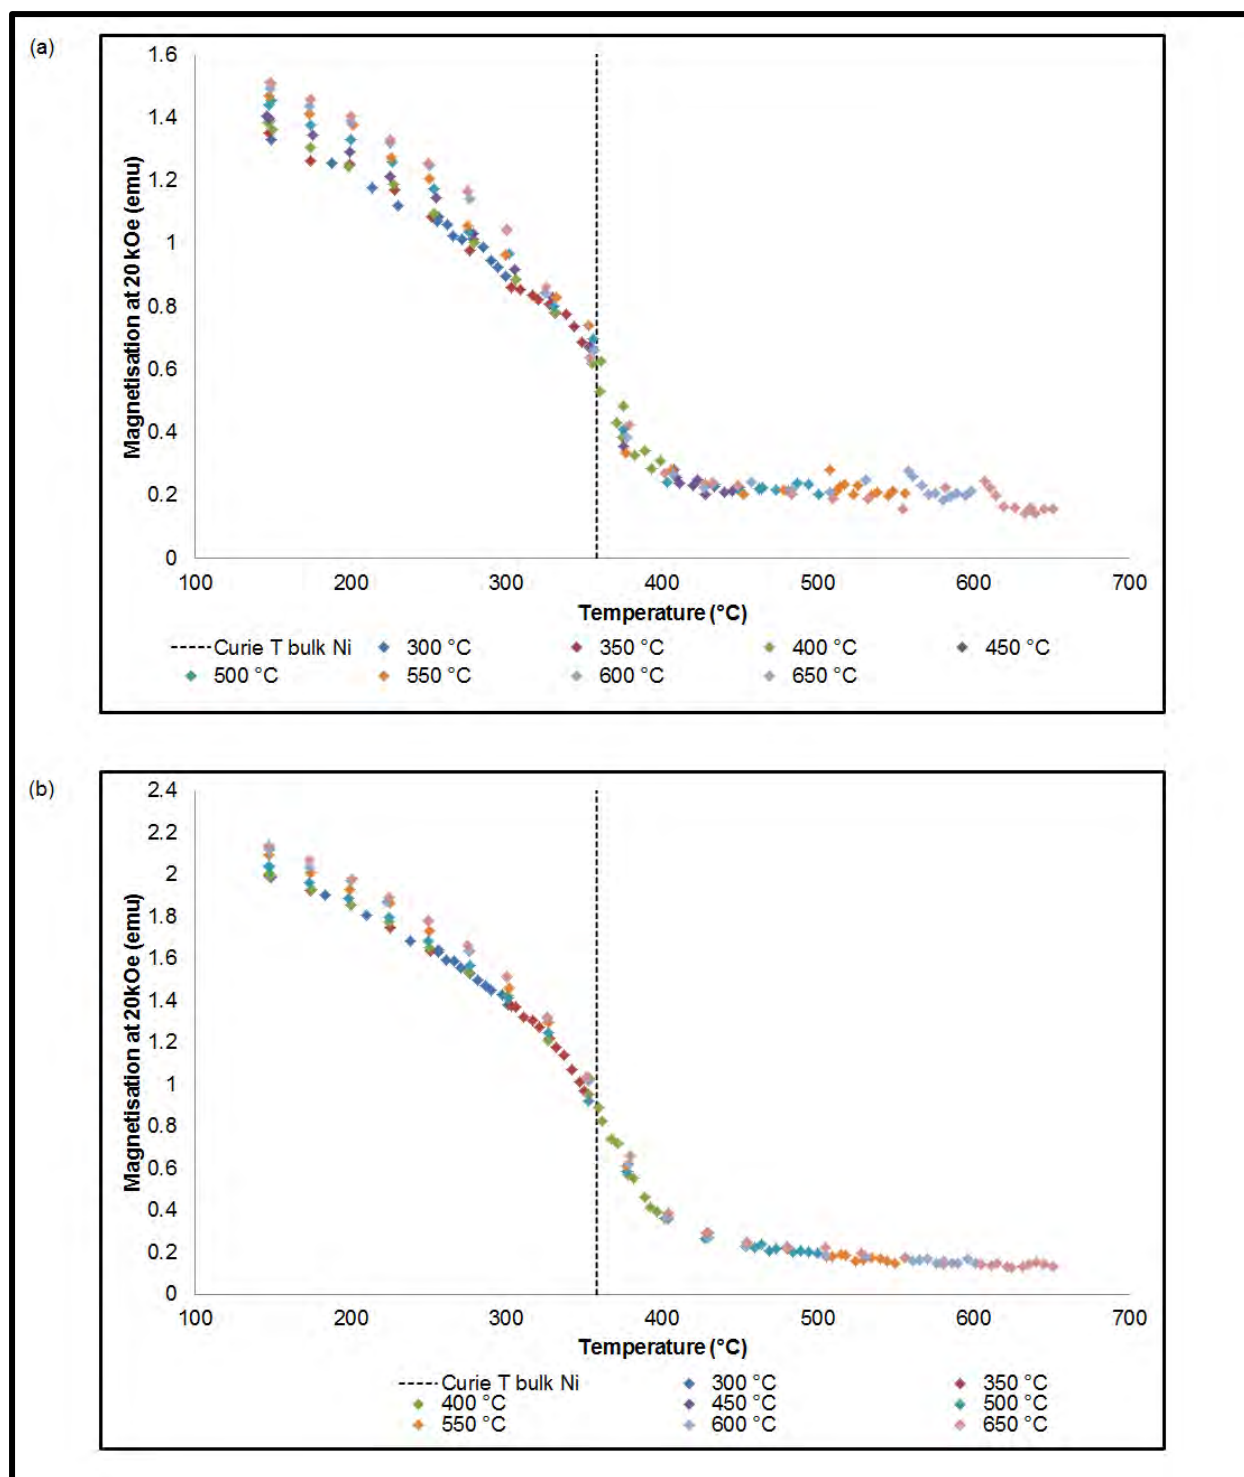 (a)
1.6
1.4
1.2
1
0.8
0.6
0.4
0.2
0
Magnetisation at 20 kOe (emu)
100 200 300 400 500 600 700
Temperature (°C)
Curie T bulk Ni 300 °C 350 °C 400 °C 450 °C
500 °C 550 °C 600 °C 650 °C
(b)
2.4
2.2
2
1.8
1.6
1.4
1.2
1
0.8
0.6
0.4
0.2
0
Magnetisation at 20kOe (emu)
100 200 300 400 500 600 700
Temperature (°C)
Curie T bulk Ni 300 °C 350 °C
400 °C 450 °C 500 °C
550 °C 600 °C 650 °C